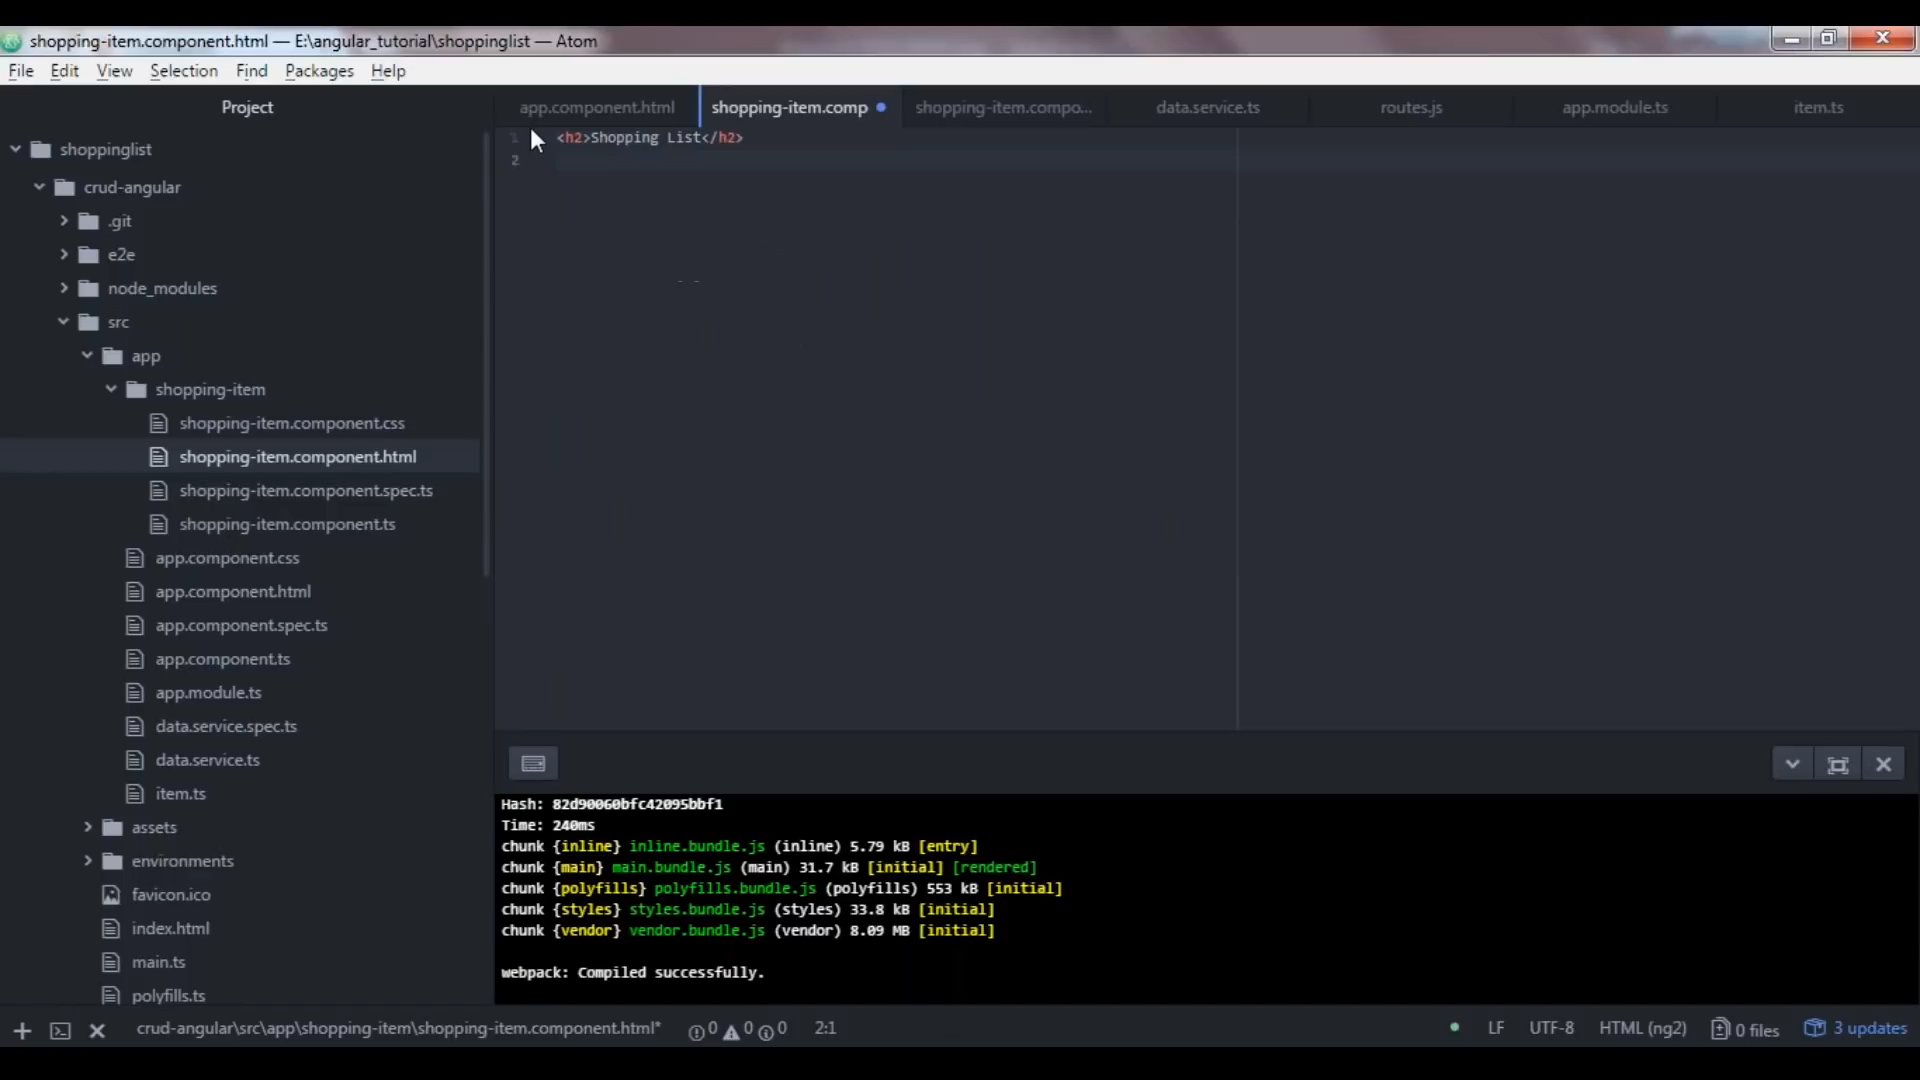 shopping-item.component.html — E:\angular_tutorial\shoppinglist — Atom
File Edit View Selection Find Packages Help
Project
shoppinglist
crud-angular
.git
e2e
node_modules
src
app
shopping-item
shopping-item.component.css
shopping-item.component.html
shopping-item.component.spec.ts
shopping-item.component.ts
app.component.css
app.component.html
app.component.spec.ts
app.component.ts
app.module.ts
data.service.spec.ts
data.service.ts
item.ts
assets
environments
favicon.ico
index.html
main.ts
polyfills.ts
app.component.html shopping-item.comp shopping-item.compo... data.service.ts routes.js app.module.ts item.ts
1 <h2>Shopping List</h2>
2
Hash: 82d90060bfc42095bbf1
Time: 240ms
chunk {inline} inline.bundle.js (inline) 5.79 kB [entry]
chunk {main} main.bundle.js (main) 31.7 kB [initial] [rendered]
chunk {polyfills} polyfills.bundle.js (polyfills) 553 kB [initial]
chunk {styles} styles.bundle.js (styles) 33.8 kB [initial]
chunk {vendor} vendor.bundle.js (vendor) 8.09 MB [initial]
webpack: Compiled successfully.
crud-angular\src\app\shopping-item\shopping-item.component.html* 0 0 0 2:1 LF UTF-8 HTML (ng2) 0 files 3 updates